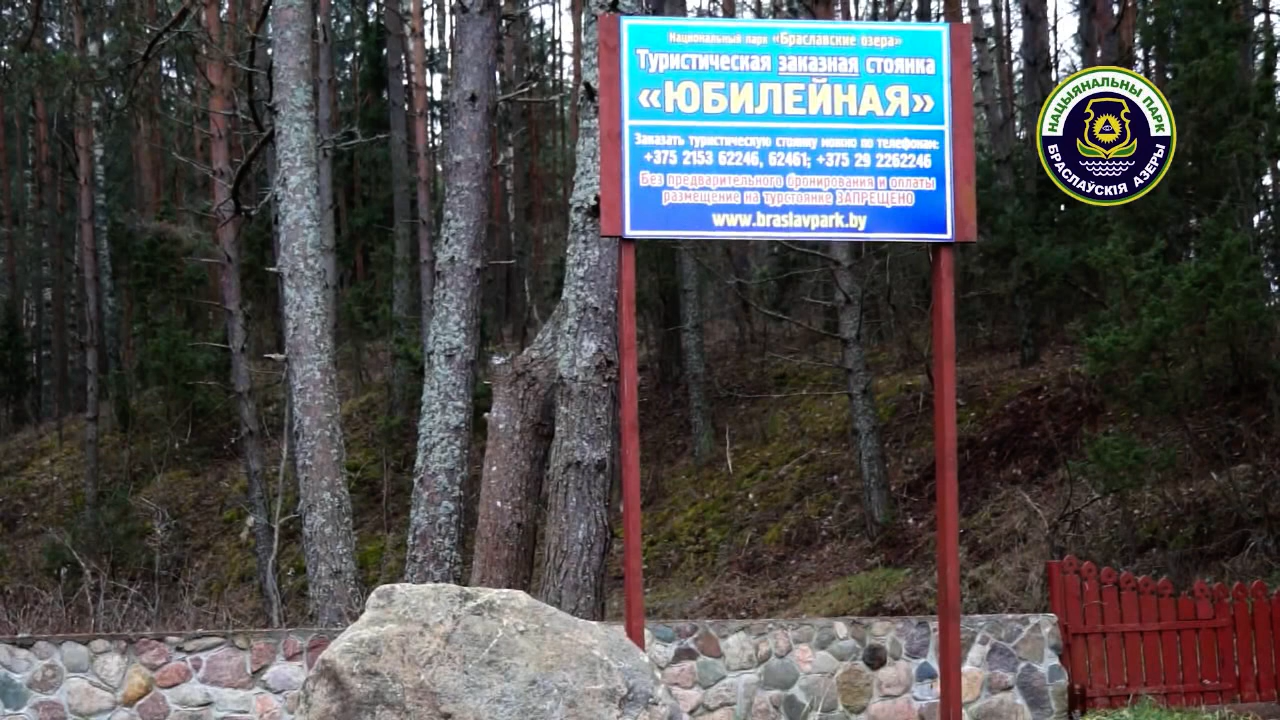 Национальный парк «Браславские озера»
Туристическая заказная стоянка
«ЮБИЛЕЙНАЯ»
Заказать туристическую стоянку можно по телефонам:
+375 2153 62246, 62461; +375 29 2262246
Без предварительного бронирования и оплаты
размещение на турстоянке ЗАПРЕЩЕНО
www.braslavpark.by
НАЦЫЯНАЛЬНЫ ПАРК
БРАСЛАЎСКІЯ АЗЁРЫ